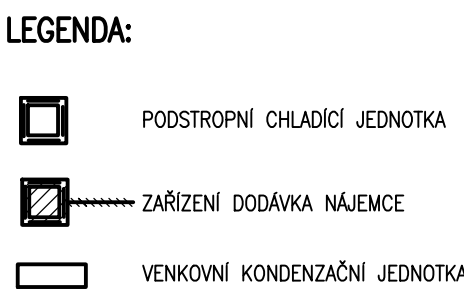 LEGENDA:
PODSTROPNÍ CHLADÍCÍ JEDNOTKA
ZAŘÍZENÍ DODÁVKA NÁJEMCE
VENKOVNÍ KONDENZAČNÍ JEDNOTKA